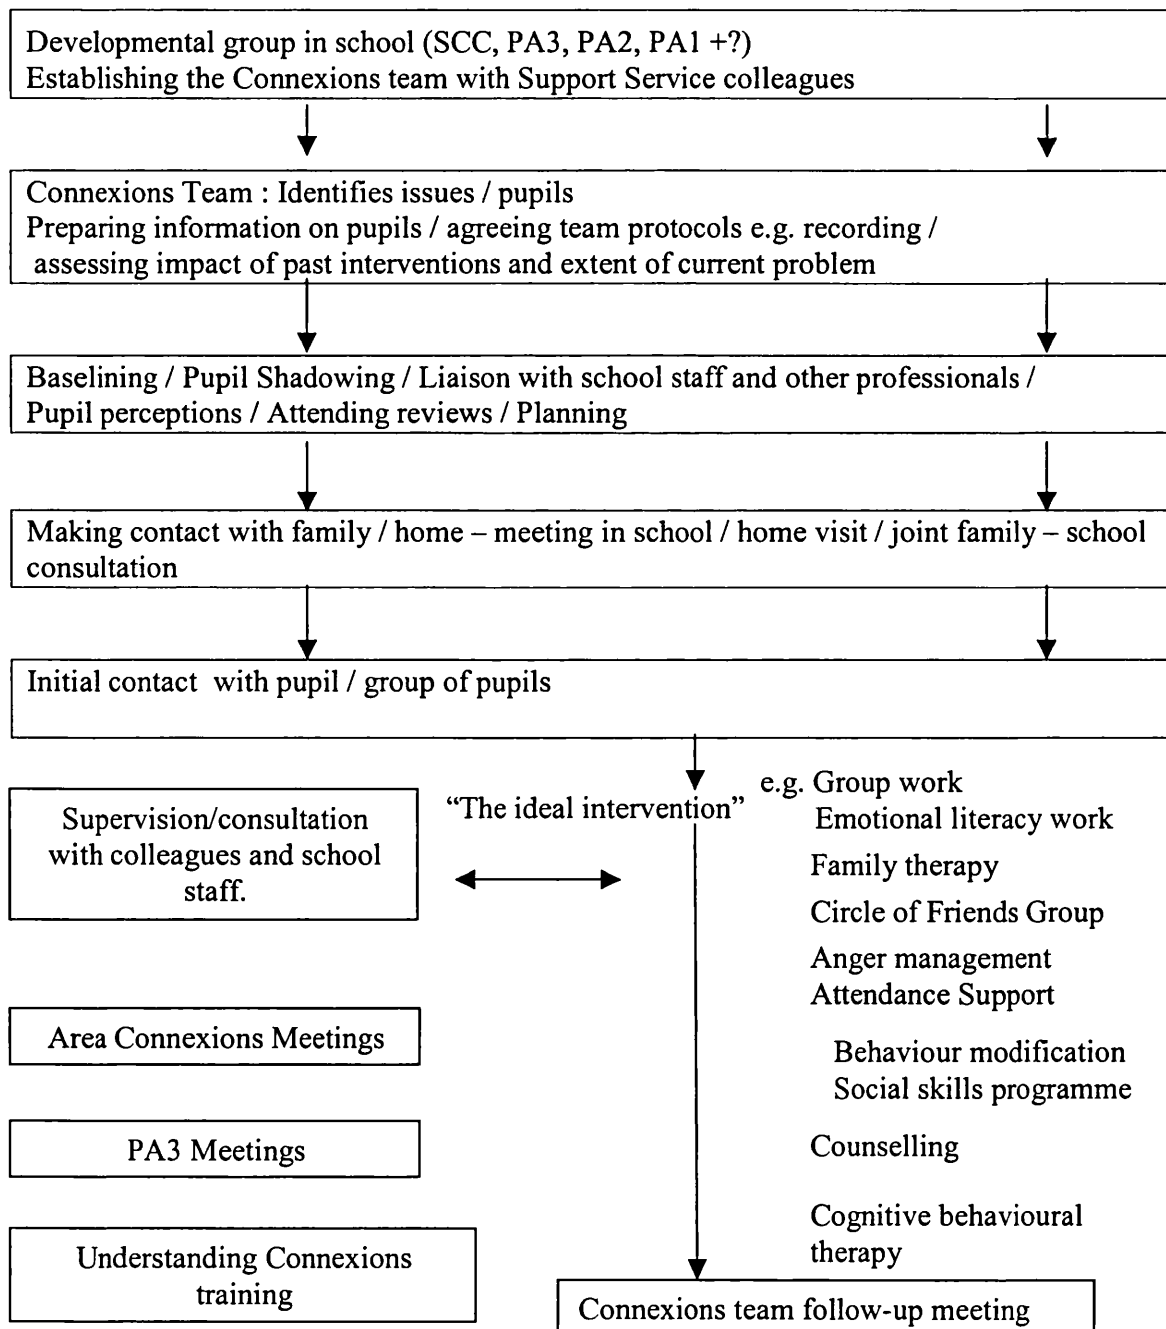 Developmental group in school (SCC, PA3, PA2, PA1 +?)
Establishing the Connexions team with Support Service colleagues
Connexions Team : Identifies issues / pupils
Preparing information on pupils / agreeing team protocols e.g. recording /
assessing impact of past interventions and extent of current problem
Baselining / Pupil Shadowing / Liaison with school staff and other professionals /
Pupil perceptions / Attending reviews / Planning
Making contact with family / home – meeting in school / home visit / joint family – school
consultation
Initial contact with pupil / group of pupils
Supervision/consultation
with colleagues and school
staff.
“The ideal intervention”
e.g. Group work
Emotional literacy work
Family therapy
Circle of Friends Group
Anger management
Attendance Support
Behaviour modification
Social skills programme
Counselling
Cognitive behavioural
therapy
Area Connexions Meetings
PA3 Meetings
Understanding Connexions
training
Connexions team follow-up meeting